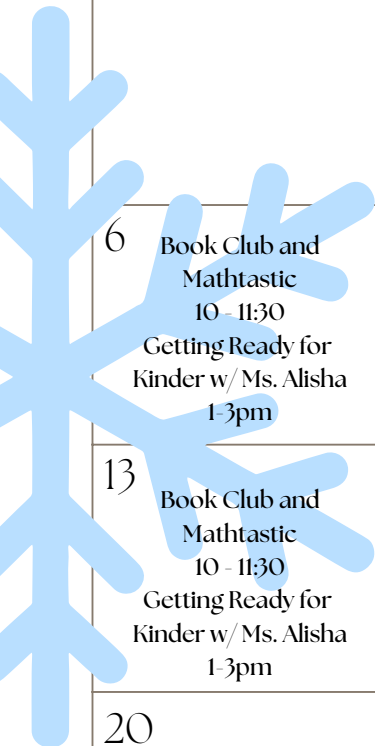 6
Book Club and
Mathtastic
10 - 11:30
Getting Ready for
Kinder w/ Ms. Alisha
1-3pm
13
Book Club and
Mathtastic
10 - 11:30
Getting Ready for
Kinder w/ Ms. Alisha
1-3pm
20